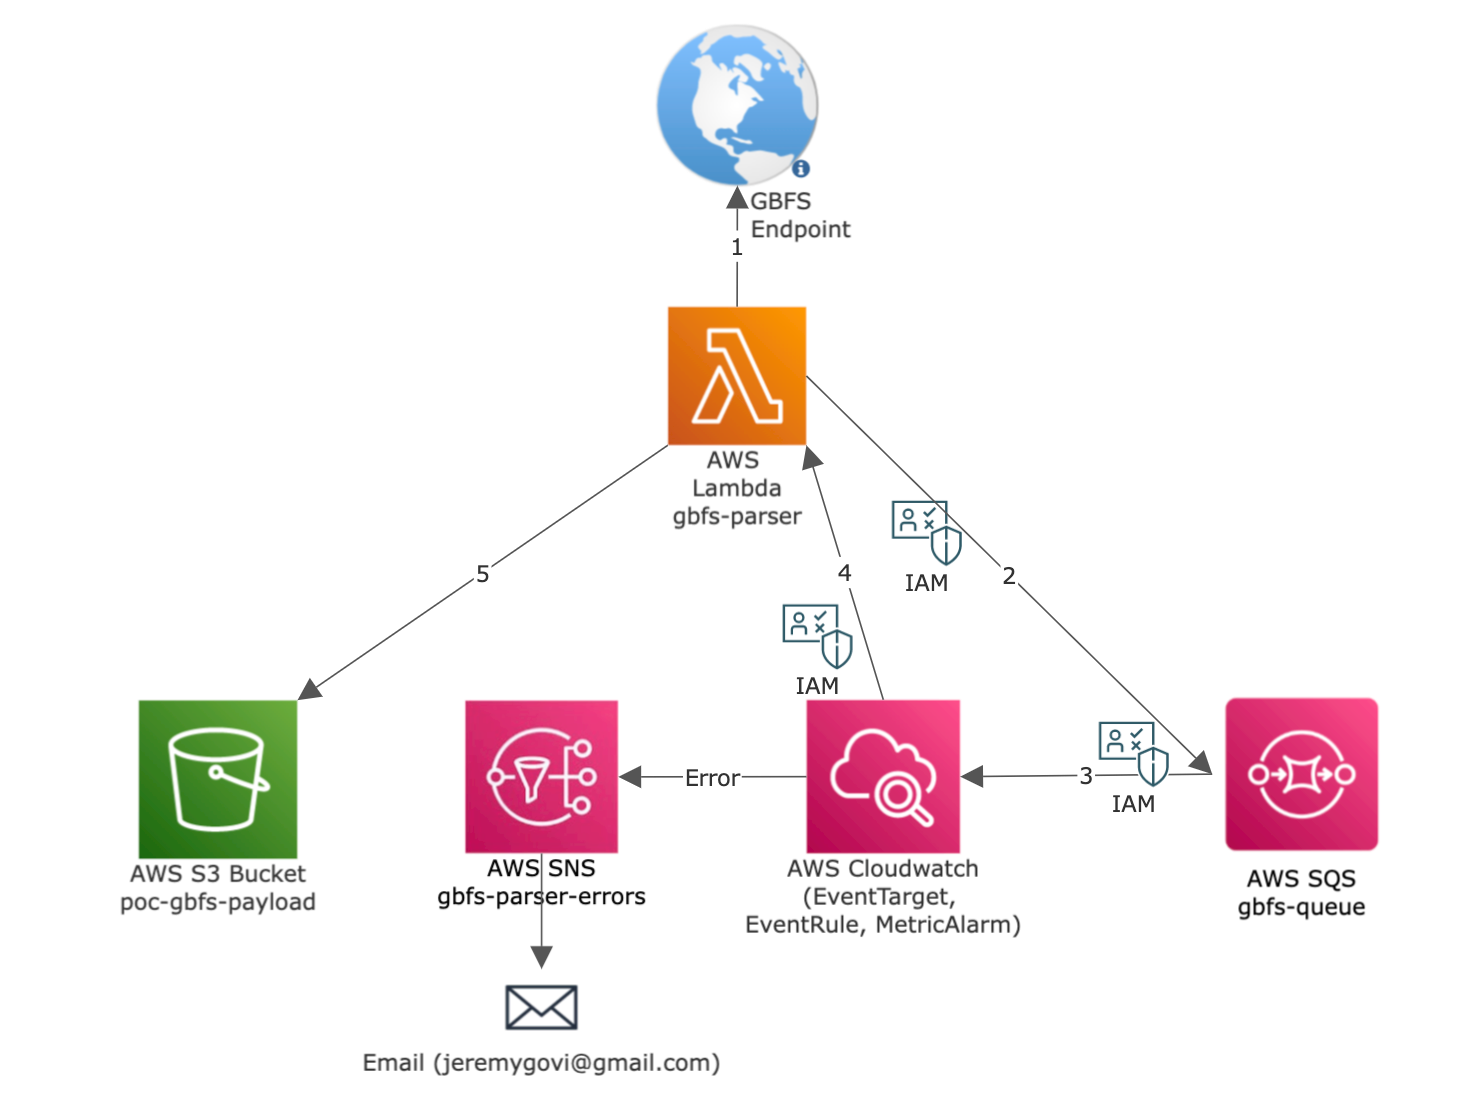 GBFS
Endpoint
1
AWS
Lambda
gbfs-parser
IAM
5
4
2
IAM
IAM
Error
3
AWS S3 Bucket
poc-gbfs-payload
AWS SNS
gbfs-parser-errors
AWS Cloudwatch
(EventTarget,
EventRule, MetricAlarm)
AWS SQS
gbfs-queue
Email (jeremygovi@gmail.com)